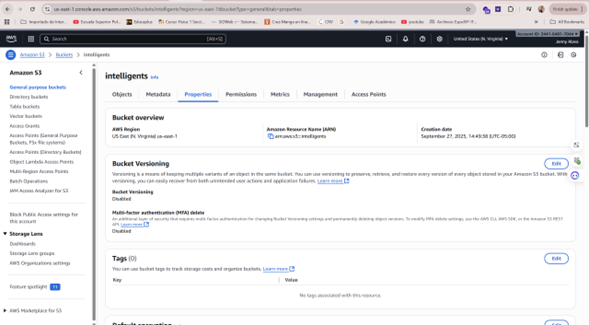 us-east-1.console.aws.amazon.com/s3/buckets/intelligents?region=us-east-1&bucketType=general&tab=properties
Finish update
Importado de Inter...
Escuela Superior Pol...
Educaplus
Google Académico
youtube
All Bookmarks
aws
Search
[Alt+S]
United States (N. Virginia)
Amazon S3 > Buckets > intelligents
Amazon S3
General purpose buckets
Directory buckets
Table buckets
Vector buckets
Access Grants
Access Points (General Purpose
Buckets, FSx file systems)
Access Points (Directory Buckets)
Object Lambda Access Points
Multi-Region Access Points
Batch Operations
IAM Access Analyzer for S3
Block Public Access settings for
this account
Storage Lens
Dashboards
Storage Lens groups
AWS Organizations settings
Feature spotlight 11
AWS Marketplace for S3
intelligents Info
Objects
Metadata
Properties
Permissions
Metrics
Management
Access Points
Bucket overview
AWS Region
US East (N. Virginia) us-east-1
Amazon Resource Name (ARN)
arn:aws:s3:::intelligents
Creation date
September 27, 2025, 14:49:58 (UTC-05:00)
Bucket Versioning
Edit
Versioning is a means of keeping multiple variants of an object in the same bucket. You can use versioning to preserve, retrieve, and restore every version of every object stored in your Amazon S3 bucket. With
versioning, you can easily recover from both unintended user actions and application failures. Learn more
Bucket Versioning
Disabled
Multi-factor authentication (MFA) delete
An additional layer of security that requires multi-factor authentication for changing Bucket Versioning settings and permanently deleting object versions. To modify MFA delete settings, use the AWS CLI, AWS SDK, or the Amazon S3 REST
API. Learn more
Disabled
Tags (0)
Edit
You can use bucket tags to track storage costs and organize buckets. Learn more
Key
Value
No tags associated with this resource.
Default encryption
Edit